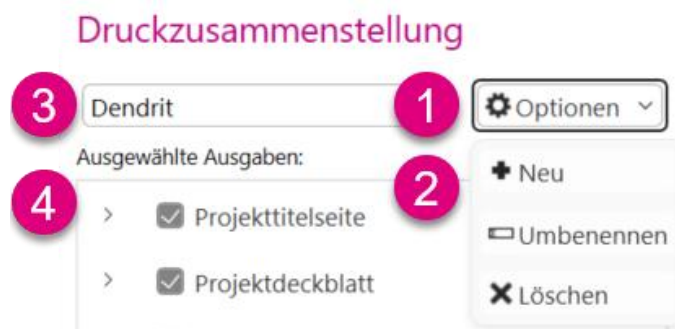 Druckzusammenstellung
3 Dendrit 1 Optionen
Ausgewählte Ausgaben:
2 Neu
4 Projekttitelseite
Umbenennen
Projektdeckblatt
Löschen